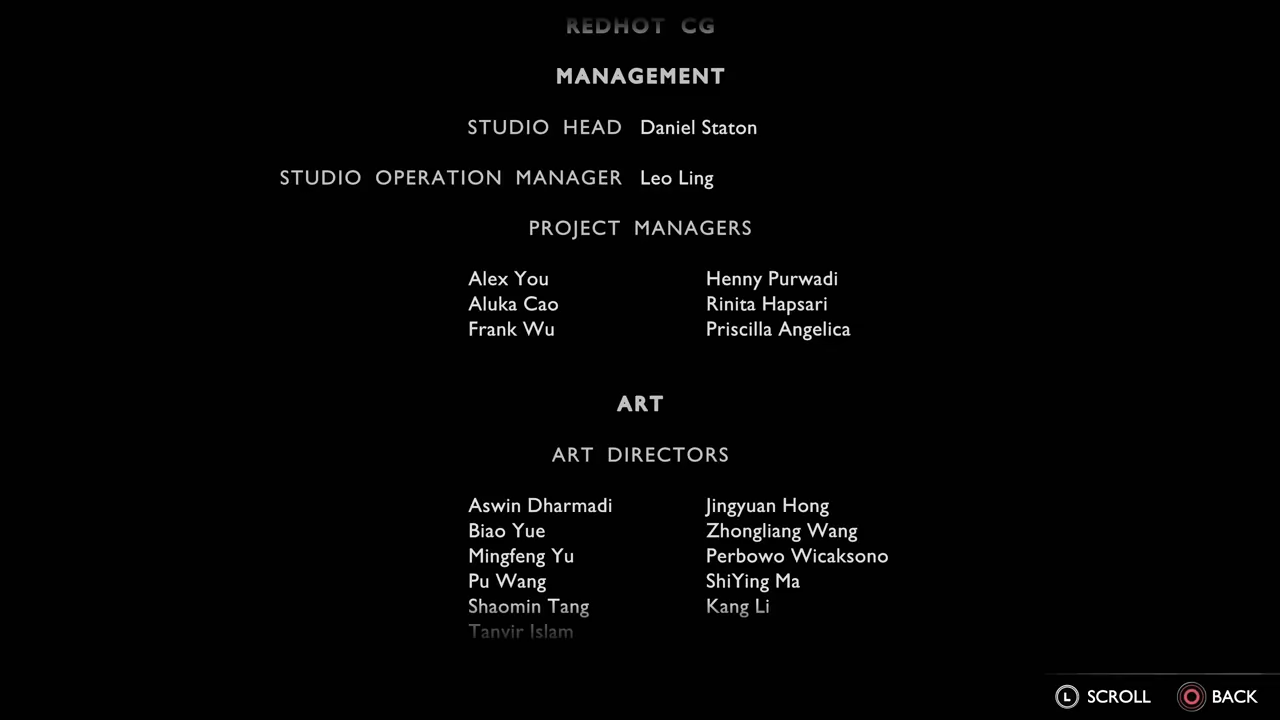 REDHOT CG
MANAGEMENT
STUDIO HEAD Daniel Staton
STUDIO OPERATION MANAGER Leo Ling
PROJECT MANAGERS
Alex You Henny Purwadi
Aluka Cao Rinita Hapsari
Frank Wu Priscilla Angelica
ART
ART DIRECTORS
Aswin Dharmadi Jingyuan Hong
Biao Yue Zhongliang Wang
Mingfeng Yu Perbowo Wicaksono
Pu Wang ShiYing Ma
Shaomin Tang Kang Li
Tanvir Islam
L SCROLL BACK